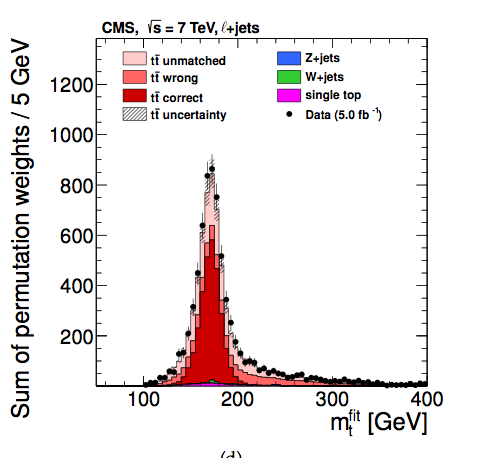 CMS, √s = 7 TeV, ℓ+jets
tt̄ unmatched
tt̄ wrong
tt̄ correct
tt̄ uncertainty
Z+jets
W+jets
single top
Data (5.0 fb⁻¹)
Sum of permutation weights / 5 GeV
1200
1000
800
600
400
200
100 200 300 400
mₜᶠⁱᵗ [GeV]
(d)